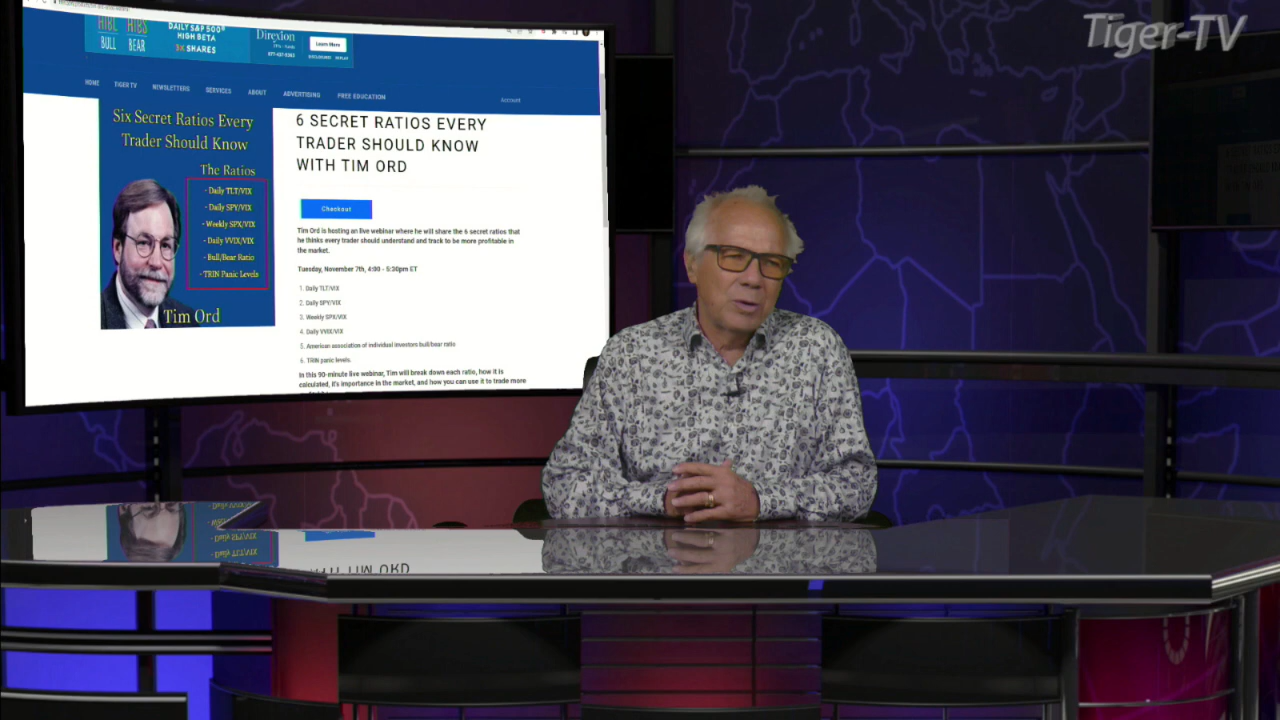 Tiger-TV
HIBL
BULL
HIBS
BEAR
DAILY S&P 500®
HIGH BETA
3X SHARES
Direxion
Learn More
HOME
TIGER TV
NEWSLETTERS
SERVICES
ABOUT
ADVERTISING
FREE EDUCATION
Account
Six Secret Ratios Every
Trader Should Know
The Ratios
- Daily TLT/VIX
- Daily SPY/VIX
- Weekly SPX/VIX
- Daily VVIX/VIX
- Bull/Bear Ratio
- TRIN Panic Levels
Tim Ord
6 SECRET RATIOS EVERY
TRADER SHOULD KNOW
WITH TIM ORD
Checkout
Tim Ord is hosting an live webinar where he will share the 6 secret ratios that
he thinks every trader should understand and track to be more profitable in
the market.
Tuesday, November 7th, 4:00 - 5:30pm ET
1. Daily TLT/VIX
2. Daily SPY/VIX
3. Weekly SPX/VIX
4. Daily VVIX/VIX
5. American association of individual investors bull/bear ratio
6. TRIN panic levels.
In this 90-minute live webinar, Tim will break down each ratio, how it is
calculated, it's importance in the market, and how you can use it to trade more